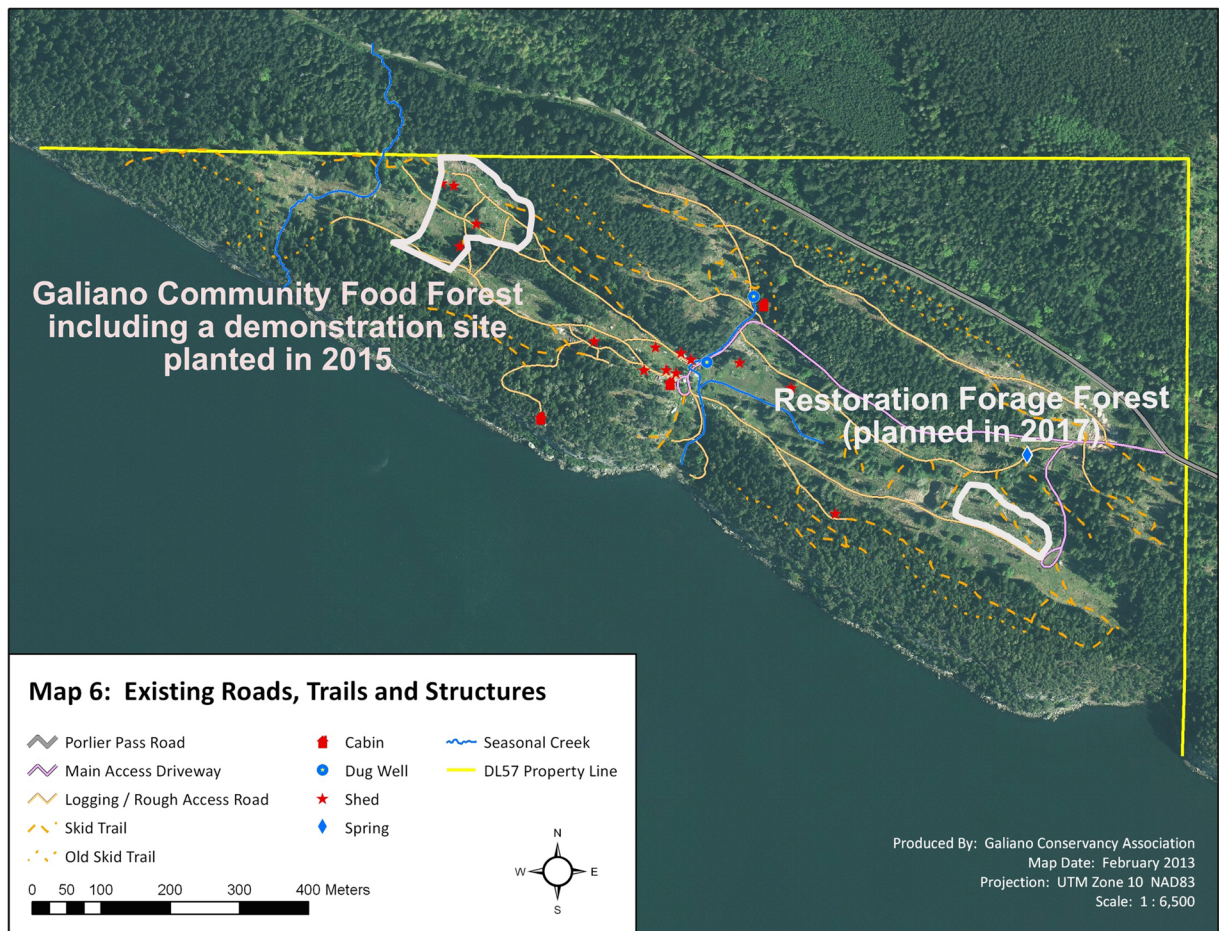 Galiano Community Food Forest
including a demonstration site
planted in 2015
Restoration Forage Forest
(planned in 2017)
Map 6:  Existing Roads, Trails and Structures
Porlier Pass Road
Main Access Driveway
Logging / Rough Access Road
Skid Trail
Old Skid Trail
Cabin
Dug Well
Shed
Spring
Seasonal Creek
DL57 Property Line
0 50 100 200 300 400 Meters
N
W E
S
Produced By:  Galiano Conservancy Association
Map Date:  February 2013
Projection:  UTM Zone 10  NAD83
Scale:  1 : 6,500